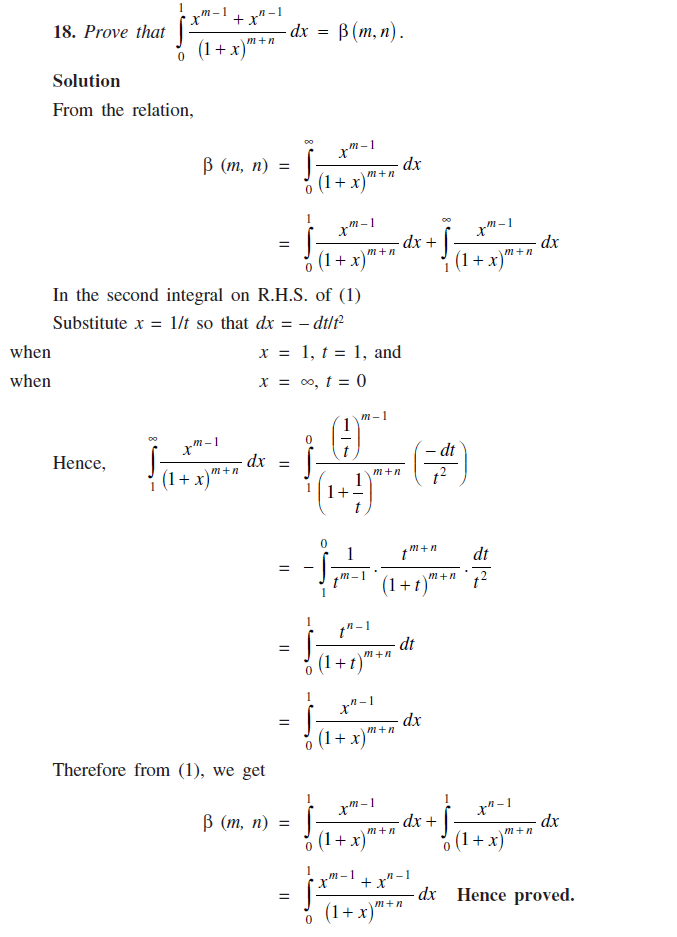 18. Prove that $\int_0^1 \frac{x^{m-1} + x^{n-1}}{(1+x)^{m+n}} dx = \beta(m, n)$.
Solution
From the relation,
$\beta\ (m, n) = \int_0^\infty \frac{x^{m-1}}{(1+x)^{m+n}} dx$
$= \int_0^1 \frac{x^{m-1}}{(1+x)^{m+n}} dx + \int_1^\infty \frac{x^{m-1}}{(1+x)^{m+n}} dx$
In the second integral on R.H.S. of (1)
Substitute $x = 1/t$ so that $dx = - dt/t^2$
when $x = 1, t = 1$, and
when $x = \infty, t = 0$
Hence, $\int_1^\infty \frac{x^{m-1}}{(1+x)^{m+n}} dx = \int_1^0 \frac{\left(\frac{1}{t}\right)^{m-1}}{\left(1+\frac{1}{t}\right)^{m+n}} \left(\frac{-dt}{t^2}\right)$
$= -\int_1^0 \frac{1}{t^{m-1}} \cdot \frac{t^{m+n}}{(1+t)^{m+n}} \cdot \frac{dt}{t^2}$
$= \int_0^1 \frac{t^{n-1}}{(1+t)^{m+n}} dt$
$= \int_0^1 \frac{x^{n-1}}{(1+x)^{m+n}} dx$
Therefore from (1), we get
$\beta\ (m, n) = \int_0^1 \frac{x^{m-1}}{(1+x)^{m+n}} dx + \int_0^1 \frac{x^{n-1}}{(1+x)^{m+n}} dx$
$= \int_0^1 \frac{x^{m-1} + x^{n-1}}{(1+x)^{m+n}} dx$ Hence proved.